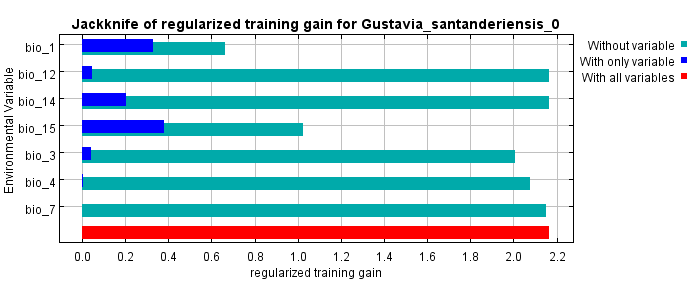 Jackknife of regularized training gain for Gustavia_santanderiensis_0
Environmental Variable
bio_1
bio_12
bio_14
bio_15
bio_3
bio_4
bio_7
0.0 0.2 0.4 0.6 0.8 1.0 1.2 1.4 1.6 1.8 2.0 2.2
regularized training gain
Without variable
With only variable
With all variables